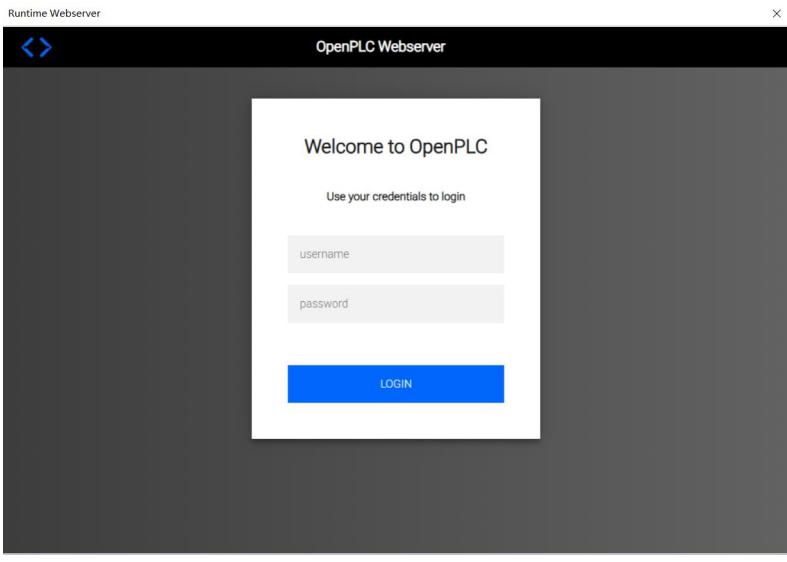 Runtime Webserver
OpenPLC Webserver
Welcome to OpenPLC
Use your credentials to login
username
password
LOGIN